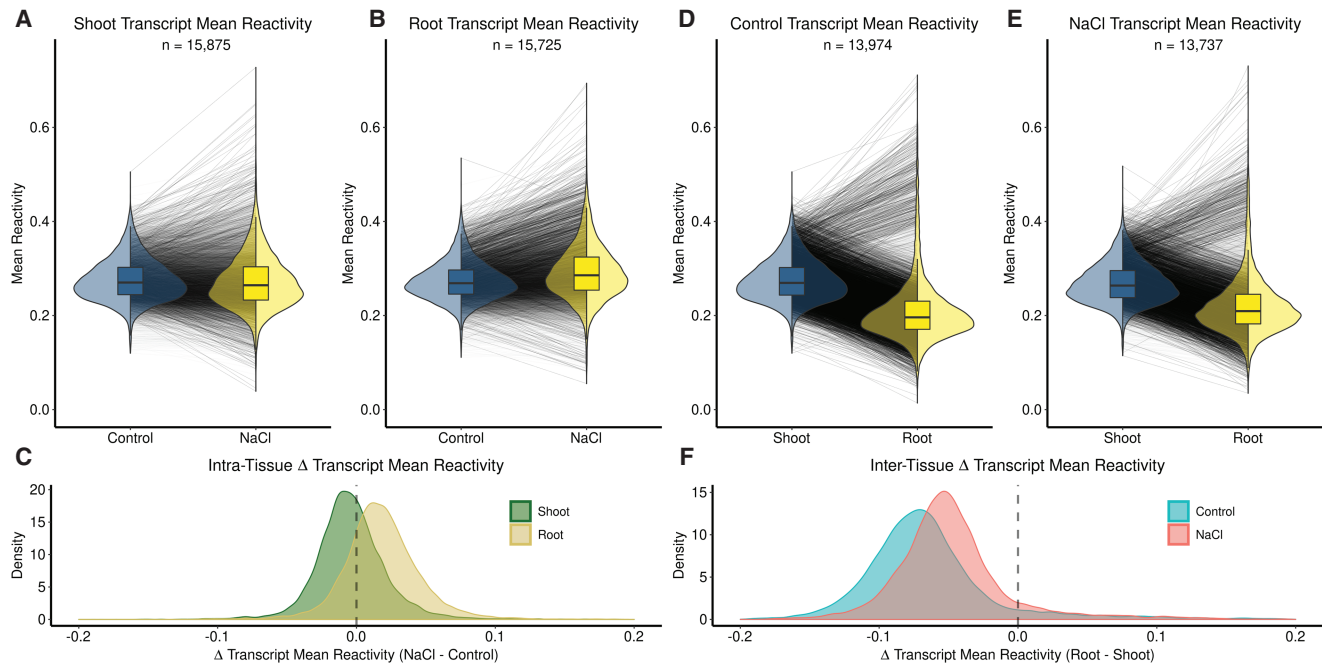 A
Shoot Transcript Mean Reactivity
n = 15,875
Mean Reactivity
0.6
0.4
0.2
0.0
Control
NaCl
B
Root Transcript Mean Reactivity
n = 15,725
Mean Reactivity
0.6
0.4
0.2
0.0
Control
NaCl
D
Control Transcript Mean Reactivity
n = 13,974
Mean Reactivity
0.6
0.4
0.2
0.0
Shoot
Root
E
NaCl Transcript Mean Reactivity
n = 13,737
Mean Reactivity
0.6
0.4
0.2
0.0
Shoot
Root
C
Intra-Tissue Δ Transcript Mean Reactivity
Density
20
15
10
5
0
Shoot
Root
-0.2
-0.1
0.0
0.1
0.2
Δ Transcript Mean Reactivity (NaCl - Control)
F
Inter-Tissue Δ Transcript Mean Reactivity
Density
15
10
5
0
Control
NaCl
-0.2
-0.1
0.0
0.1
0.2
Δ Transcript Mean Reactivity (Root - Shoot)